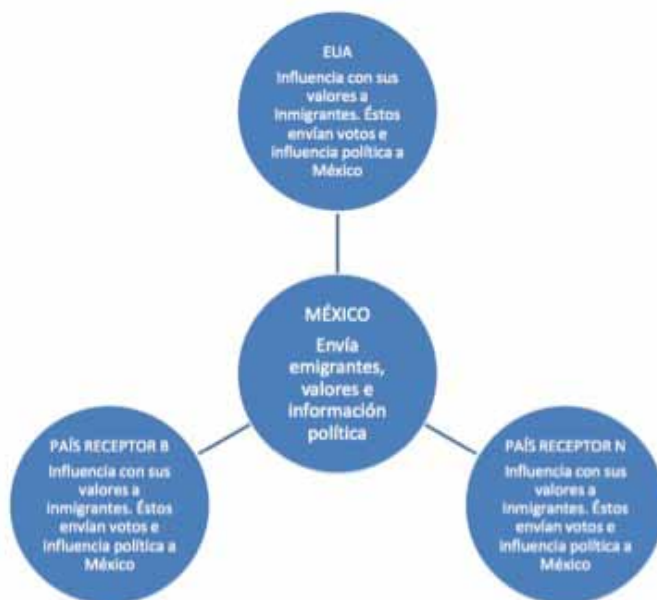 EUA
Influencia con sus
valores a
inmigrantes. Éstos
envían votos e
influencia política a
México
MÉXICO
Envía
emigrantes,
valores e
información
política
PAÍS RECEPTOR B
Influencia con sus
valores a
inmigrantes. Éstos
envían votos e
influencia política a
México
PAÍS RECEPTOR N
Influencia con sus
valores a
inmigrantes. Éstos
envían votos e
influencia política a
México